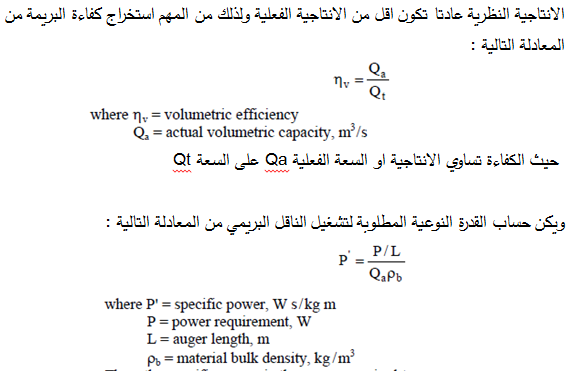 الانتاجية النظرية عادتا تكون اقل من الانتاجية الفعلية ولذلك من المهم استخراج كفاءة البريمة من
المعادلة التالية :
ηv = Qa / Qt
where ηv = volumetric efficiency
Qa = actual volumetric capacity, m³/s
حيث الكفاءة تساوي الانتاجية او السعة الفعلية Qa على السعة Qt
ويكن حساب القدرة النوعية المطلوبة لتشغيل الناقل البريمي من المعادلة التالية :
P' = P/L / Qaρb
where P' = specific power, W s/kg m
P = power requirement, W
L = auger length, m
ρb = material bulk density, kg/m³